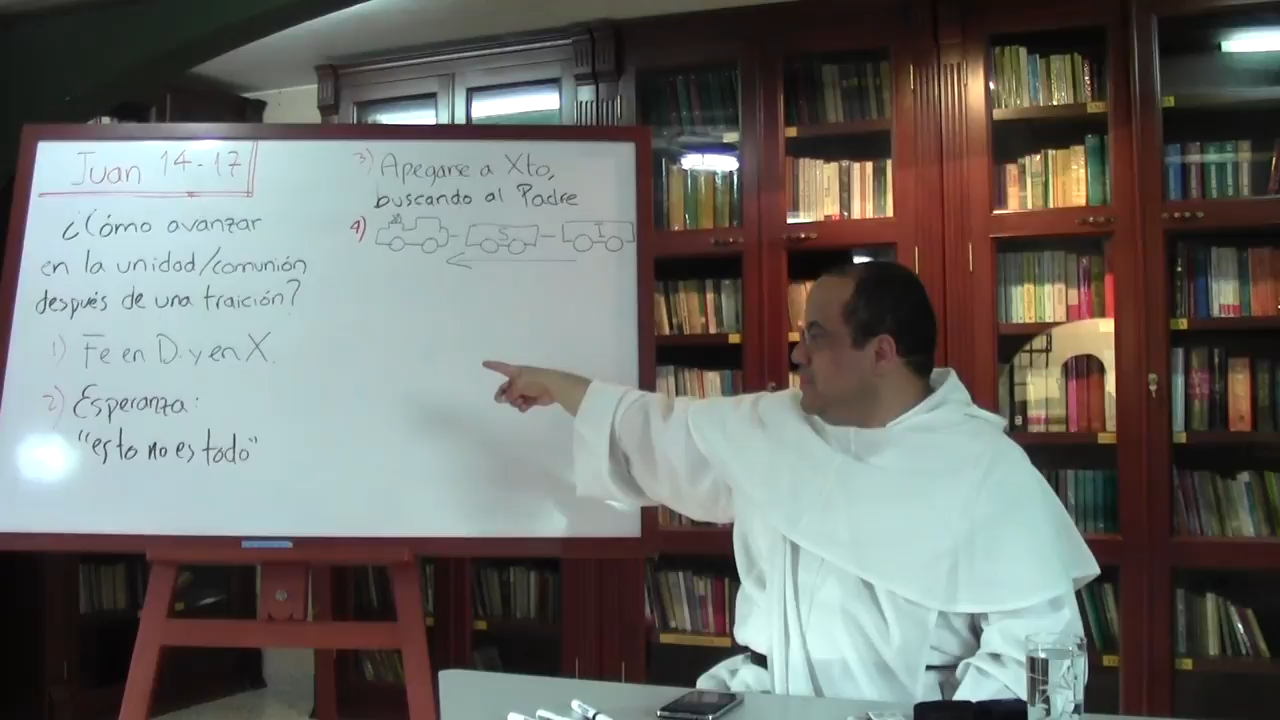 Juan 14-17
¿Cómo avanzar
en la unidad/comunión
después de una traición?
1) Fe en D. y en X.
2) Esperanza:
"esto no es todo"
3) Apegarse a Xto,
buscando al Padre
4) S I